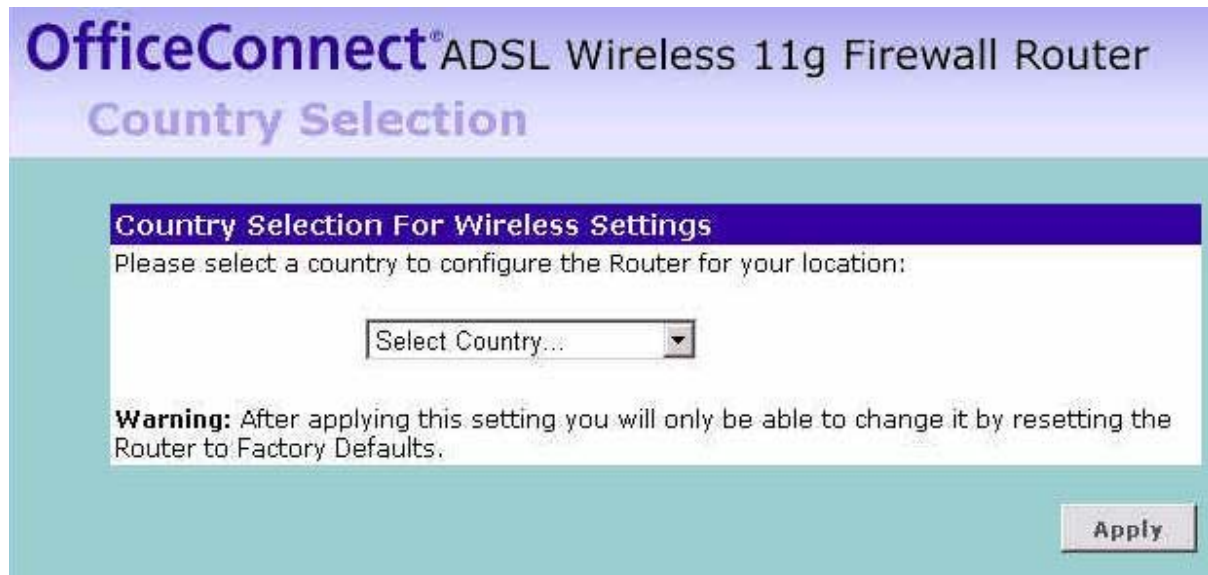 OfficeConnect® ADSL Wireless 11g Firewall Router
Country Selection
Country Selection For Wireless Settings
Please select a country to configure the Router for your location:
Select Country...
Warning: After applying this setting you will only be able to change it by resetting the
Router to Factory Defaults.
Apply